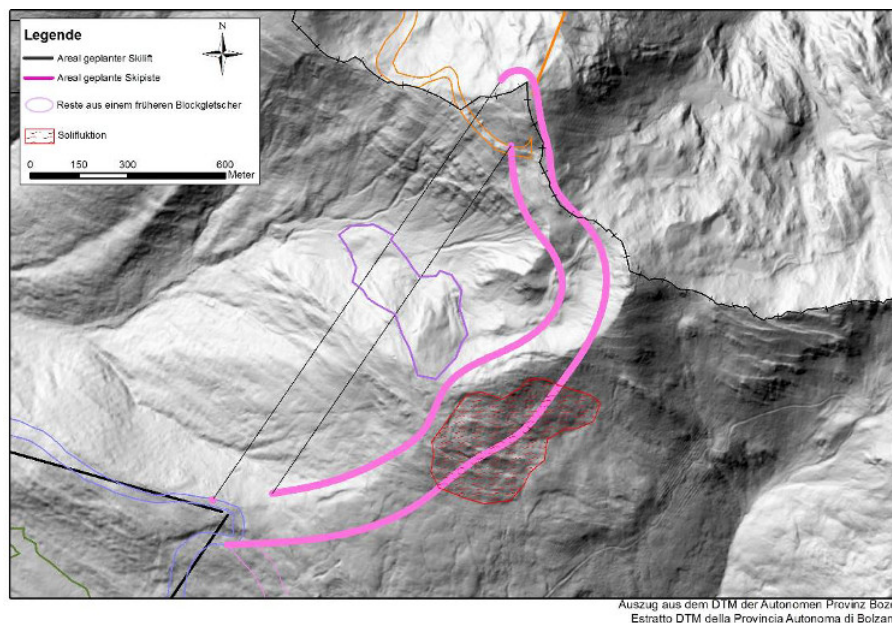 Legende
N
Areal geplanter Skilift
Areal geplante Skipiste
Reste aus einem früheren Blockgletscher
Solifluktion
0 150 300 600
Meter
Auszug aus dem DTM der Autonomen Provinz Boze
Estratto DTM della Provincia Autonoma di Bolzan